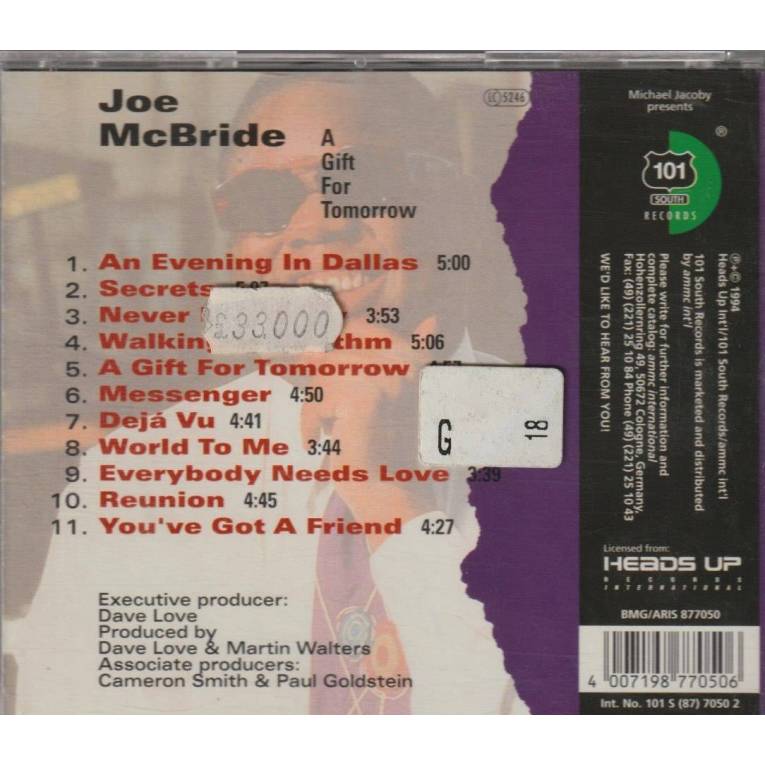 Joe
McBride
A
Gift
For
Tomorrow
LC 5246
1. An Evening In Dallas 5:00
2. Secrets
3. Never 3:53
4. Walking 5:06
5. A Gift For Tomorrow
6. Messenger 4:50
7. Dejá Vu 4:41
8. World To Me 3:44
9. Everybody Needs Love 3:39
10. Reunion 4:45
11. You've Got A Friend 4:27
33000
G 18
Executive producer:
Dave Love
Produced by
Dave Love & Martin Walters
Associate producers:
Cameron Smith & Paul Goldstein
Michael Jacoby
presents
®
101
SOUTH
RECORDS
℗+© 1994
Heads Up Int'l/101 South Records/ammc int'l
101 South Records is marketed and distributed
by ammc int'l
Please write for further information and
complete catalog: ammc international
Hohenzollernring 49, 50672 Cologne, Germany,
Fax: (49) (221) 25 10 84 Phone (49) (221) 25 10 43
WE'D LIKE TO HEAR FROM YOU!
Licensed from:
HEADS UP
RECORDS
INTERNATIONAL
BMG/ARIS 877050
4 007198 770506
Int. No. 101 S (87) 7050 2